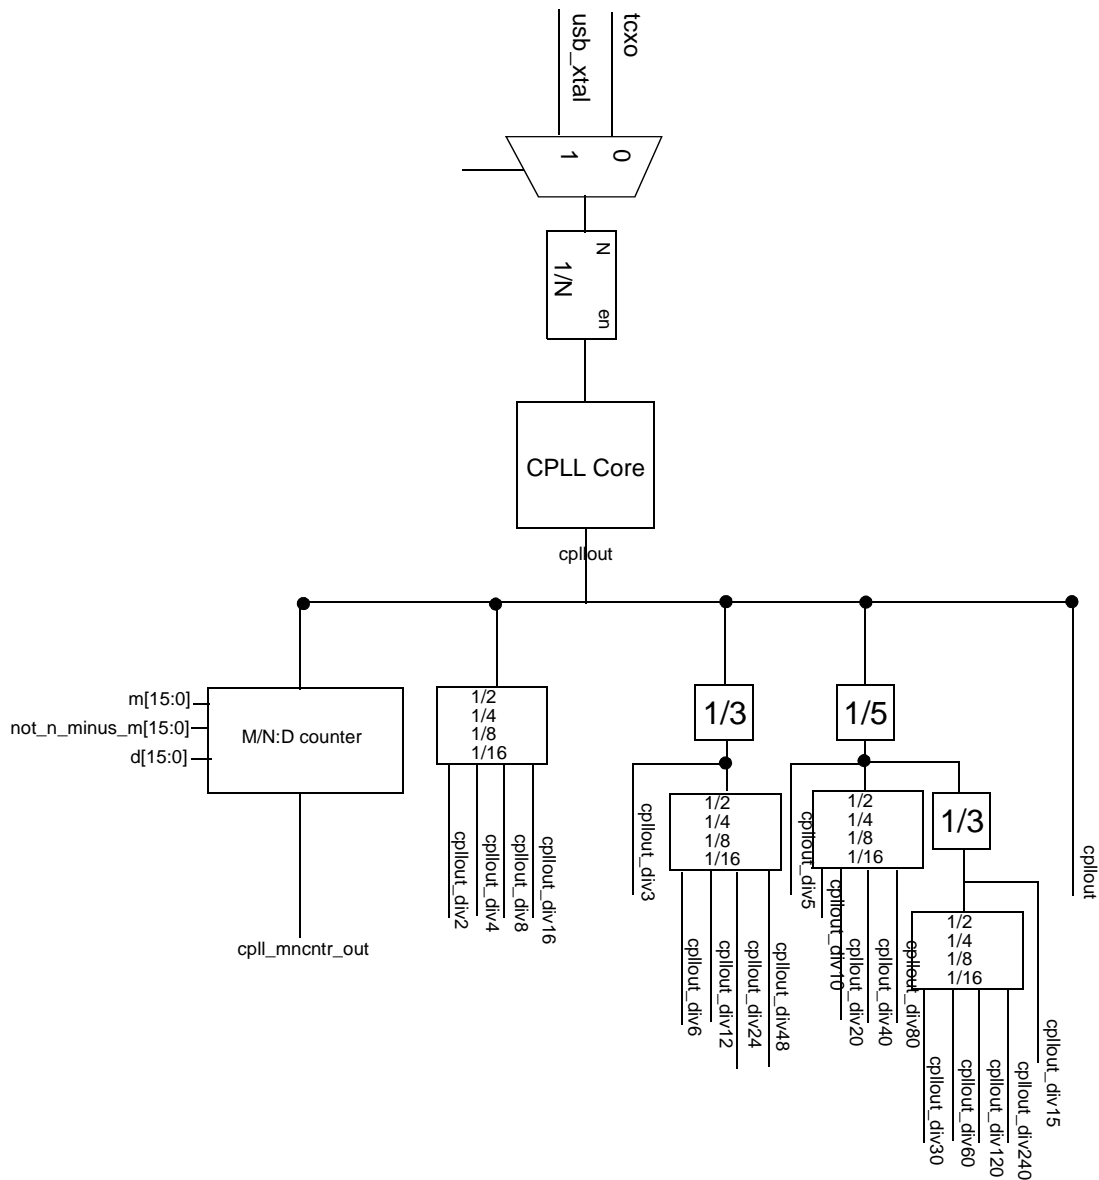 usb_xtal
tcxo
1
0
N
1/N
en
CPLL Core
cpllout
m[15:0]
not_n_minus_m[15:0]
d[15:0]
M/N:D counter
cpll_mncntr_out
1/2
1/4
1/8
1/16
cpllout_div2
cpllout_div4
cpllout_div8
cpllout_div16
1/3
cpllout_div3
1/2
1/4
1/8
1/16
cpllout_div6
cpllout_div12
cpllout_div24
cpllout_div48
1/5
cpllout_div5
1/2
1/4
1/8
1/16
cpllout_div10
cpllout_div20
cpllout_div40
cpllout_div80
1/3
1/2
1/4
1/8
1/16
cpllout_div30
cpllout_div60
cpllout_div120
cpllout_div240
cpllout_div15
cpllout